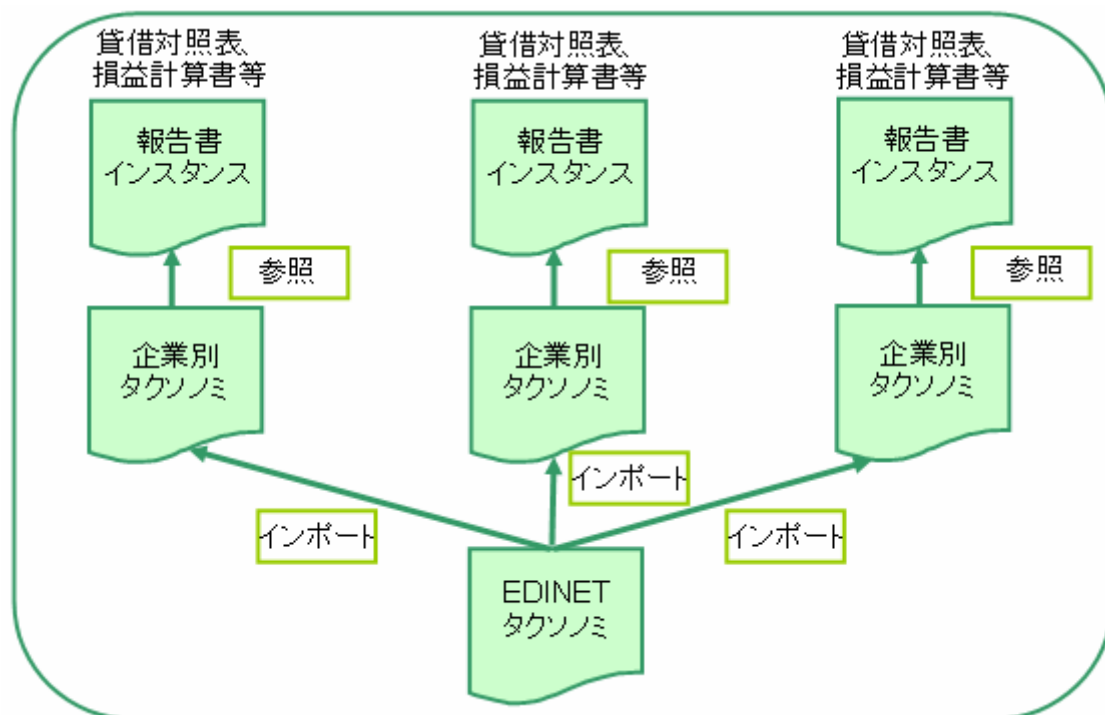 貸借対照表、
損益計算書等
貸借対照表、
損益計算書等
貸借対照表、
損益計算書等
報告書
インスタンス
報告書
インスタンス
報告書
インスタンス
参照
参照
参照
企業別
タクソノミ
企業別
タクソノミ
企業別
タクソノミ
インポート
インポート
インポート
EDINET
タクソノミ